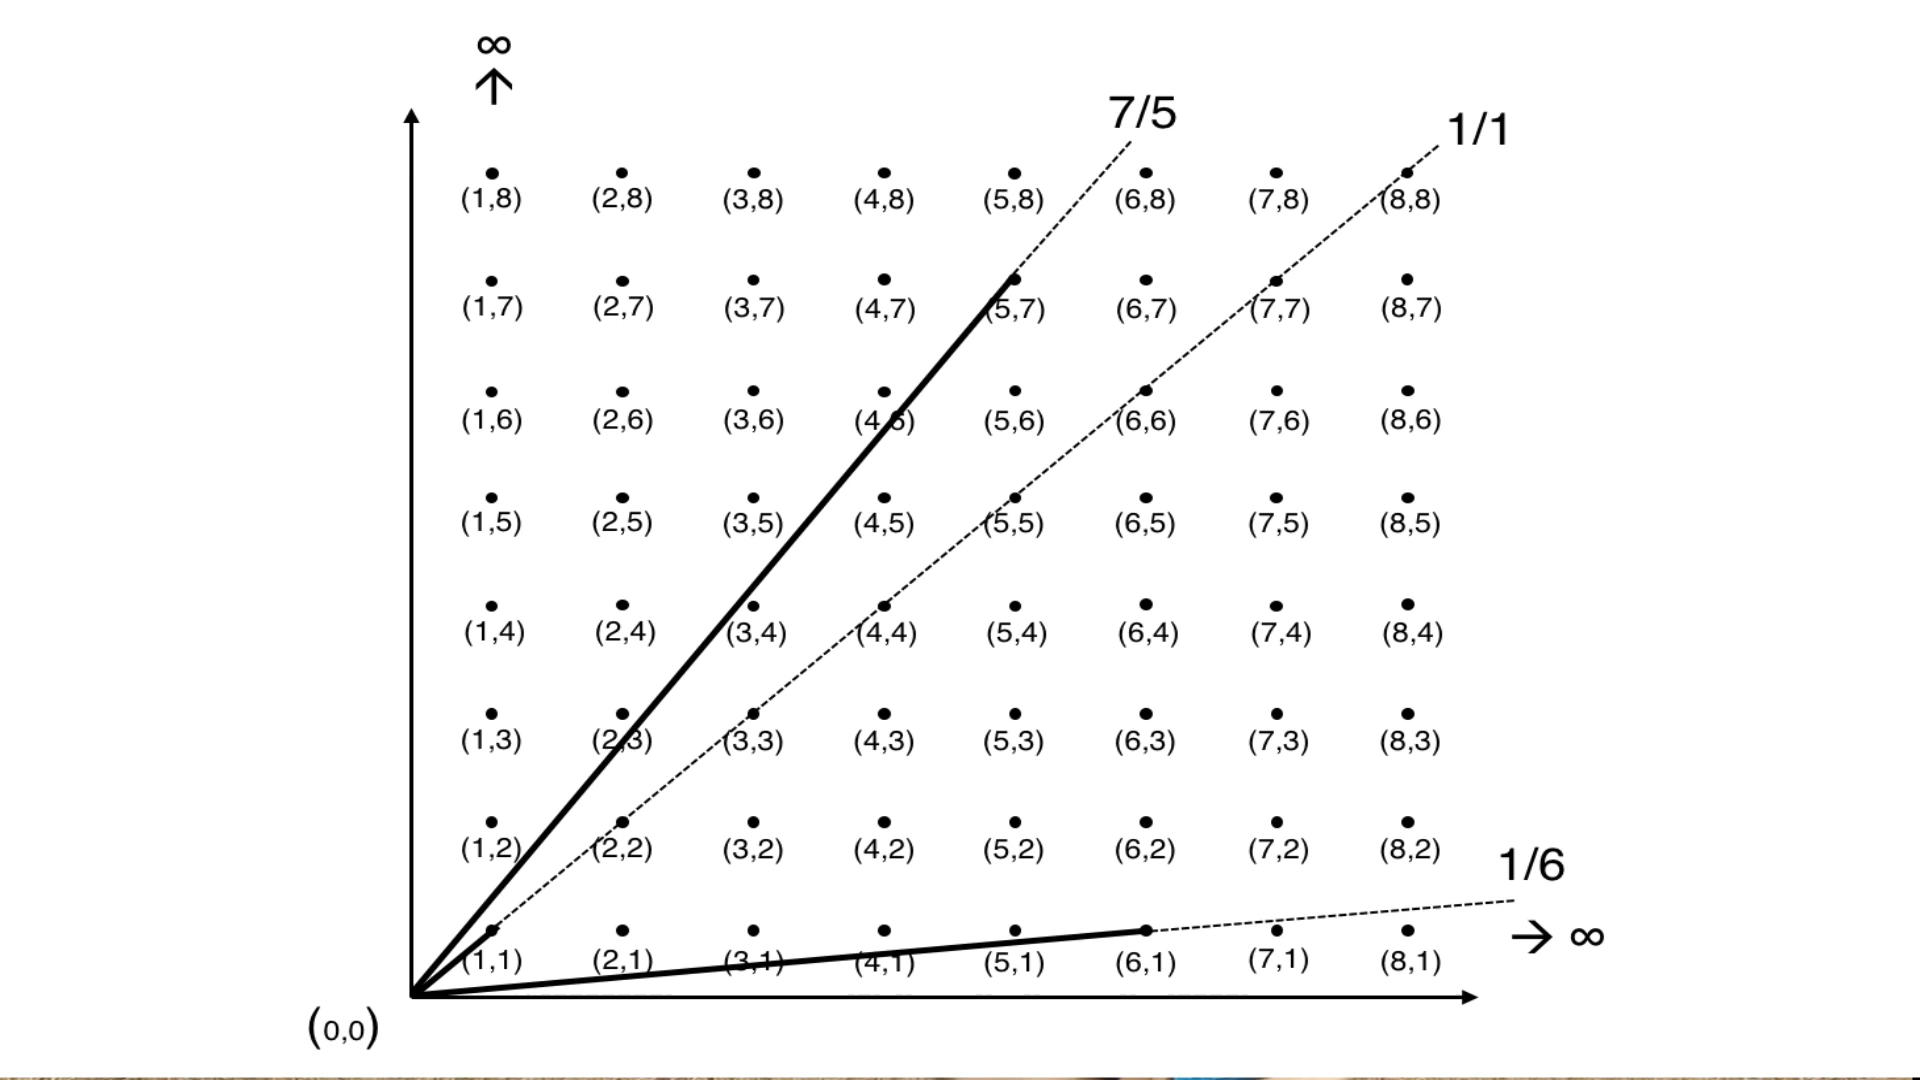 ∞
↑
7/5
1/1
(1,8) (2,8) (3,8) (4,8) (5,8) (6,8) (7,8) (8,8)
(1,7) (2,7) (3,7) (4,7) (5,7) (6,7) (7,7) (8,7)
(1,6) (2,6) (3,6) (4,6) (5,6) (6,6) (7,6) (8,6)
(1,5) (2,5) (3,5) (4,5) (5,5) (6,5) (7,5) (8,5)
(1,4) (2,4) (3,4) (4,4) (5,4) (6,4) (7,4) (8,4)
(1,3) (2,3) (3,3) (4,3) (5,3) (6,3) (7,3) (8,3)
(1,2) (2,2) (3,2) (4,2) (5,2) (6,2) (7,2) (8,2)
1/6
→ ∞
(1,1) (2,1) (3,1) (4,1) (5,1) (6,1) (7,1) (8,1)
(0,0)